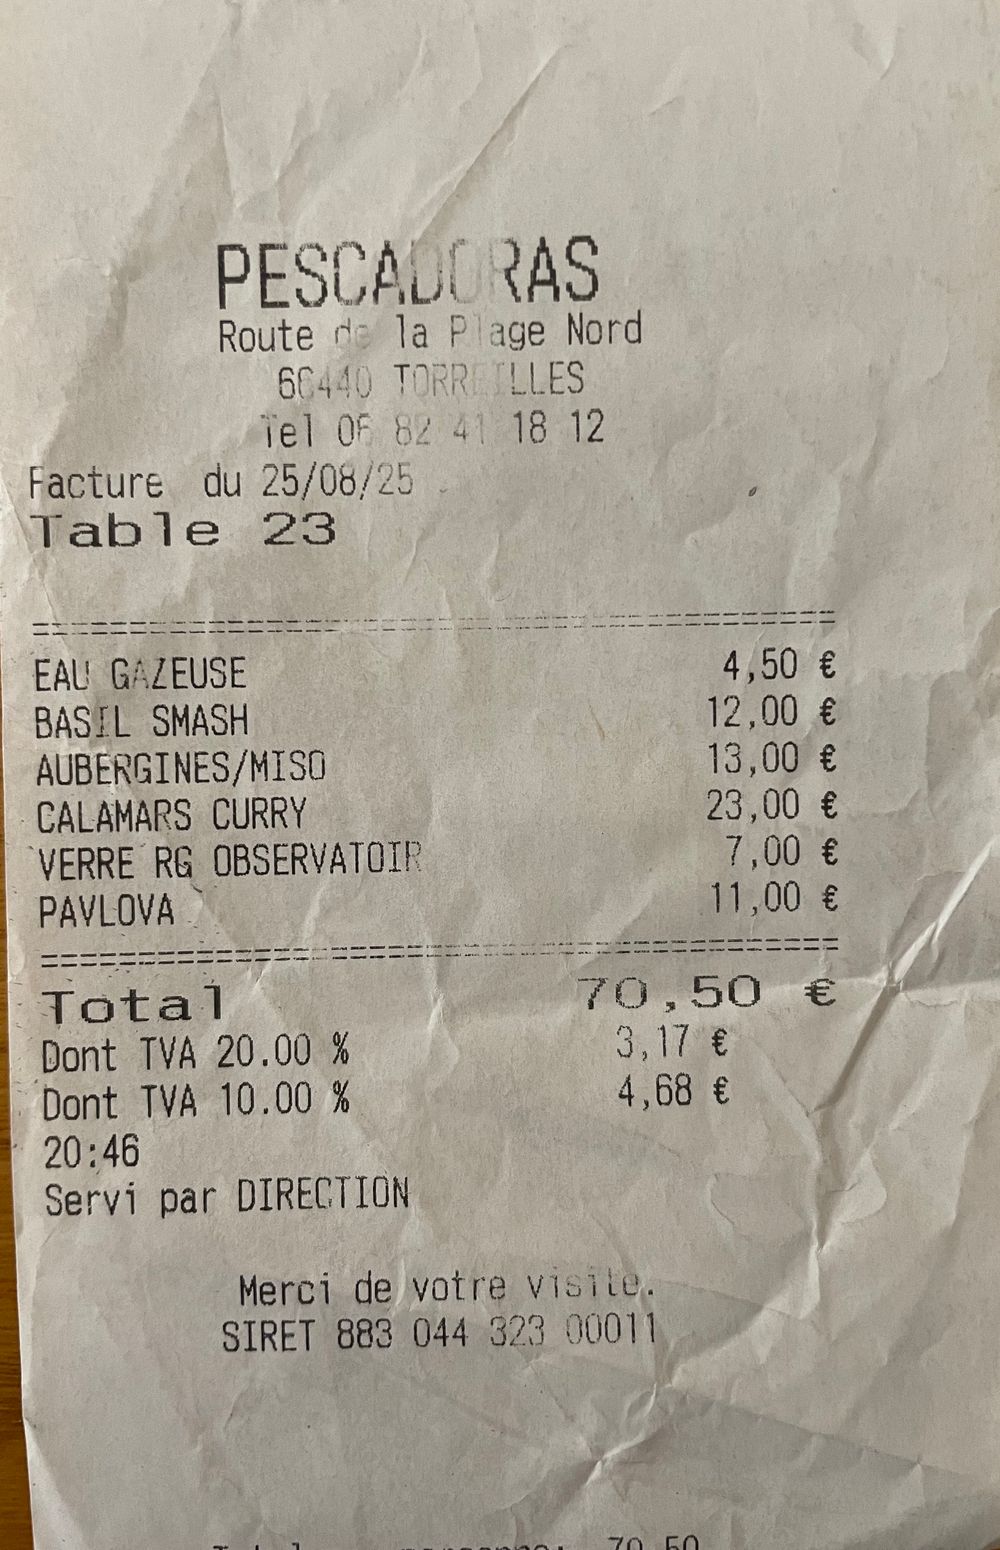 PESCADORAS
Route de la Plage Nord
66440 TORREILLES
Tel 06 82 41 18 12
Facture du 25/08/25
Table 23
EAU GAZEUSE 4,50 €
BASIL SMASH 12,00 €
AUBERGINES/MISO 13,00 €
CALAMARS CURRY 23,00 €
VERRE RG OBSERVATOIR 7,00 €
PAVLOVA 11,00 €
Total 70,50 €
Dont TVA 20.00 % 3,17 €
Dont TVA 10.00 % 4,68 €
20:46
Servi par DIRECTION
Merci de votre visite.
SIRET 883 044 323 00011
personne: 70,50